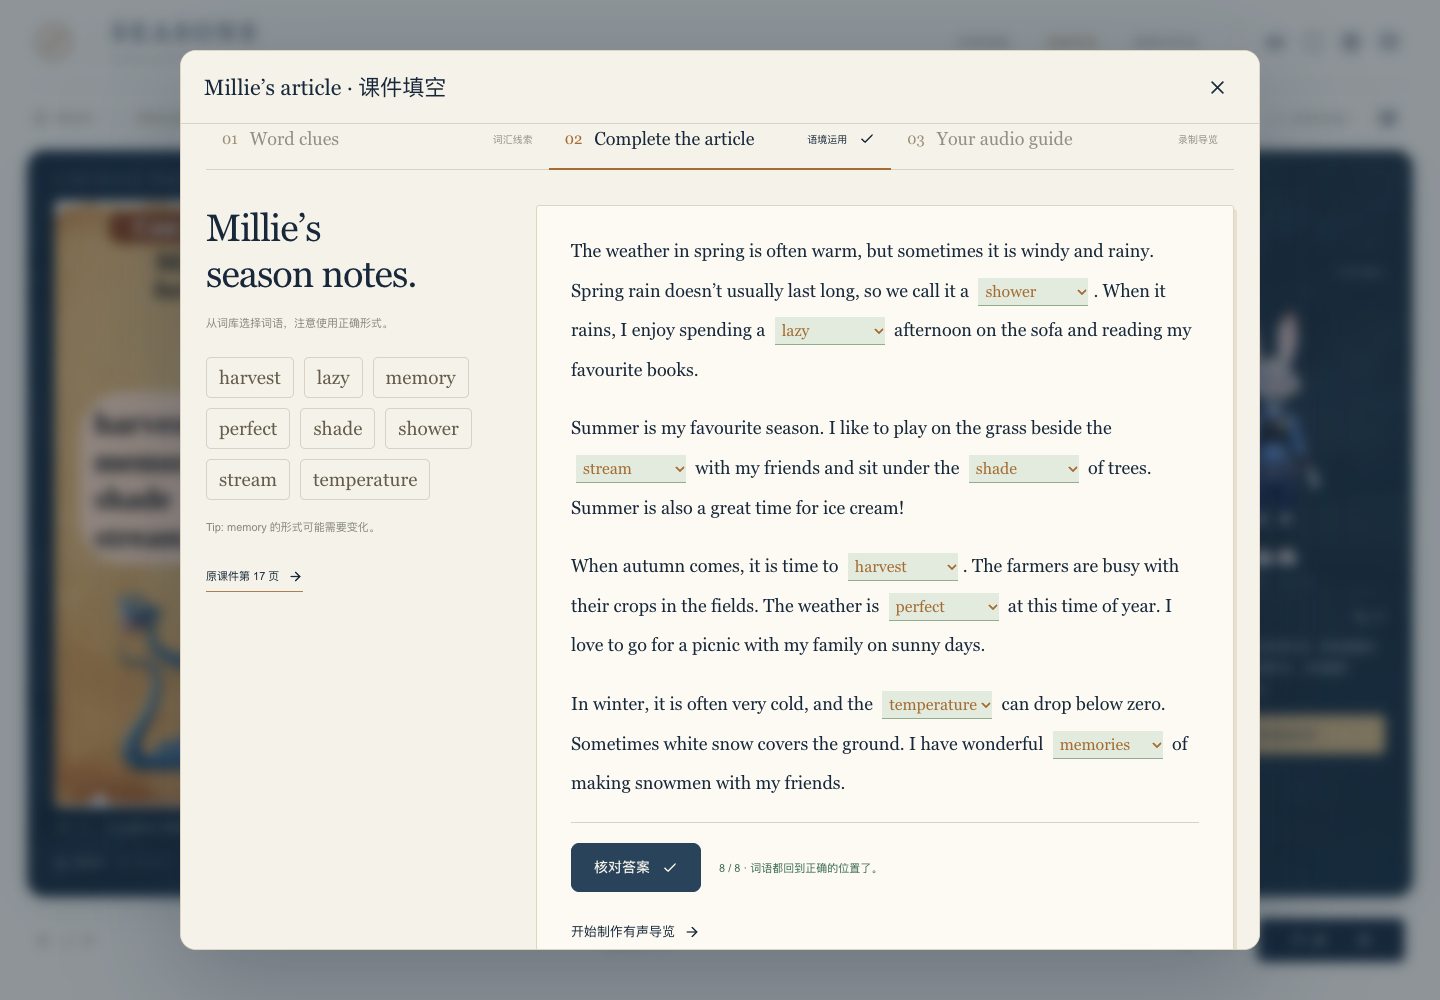 Millie’s article · 课件填空
01 Word clues 词汇线索
02 Complete the article 语境运用
03 Your audio guide 录制导览
Millie’s
season notes.
从词库选择词语，注意使用正确形式。
harvest lazy memory
perfect shade shower
stream temperature
Tip: memory 的形式可能需要变化。
原课件第 17 页
The weather in spring is often warm, but sometimes it is windy and rainy.
Spring rain doesn’t usually last long, so we call it a shower . When it
rains, I enjoy spending a lazy afternoon on the sofa and reading my
favourite books.
Summer is my favourite season. I like to play on the grass beside the
stream with my friends and sit under the shade of trees.
Summer is also a great time for ice cream!
When autumn comes, it is time to harvest . The farmers are busy with
their crops in the fields. The weather is perfect at this time of year. I
love to go for a picnic with my family on sunny days.
In winter, it is often very cold, and the temperature can drop below zero.
Sometimes white snow covers the ground. I have wonderful memories of
making snowmen with my friends.
核对答案
8 / 8 · 词语都回到正确的位置了。
开始制作有声导览